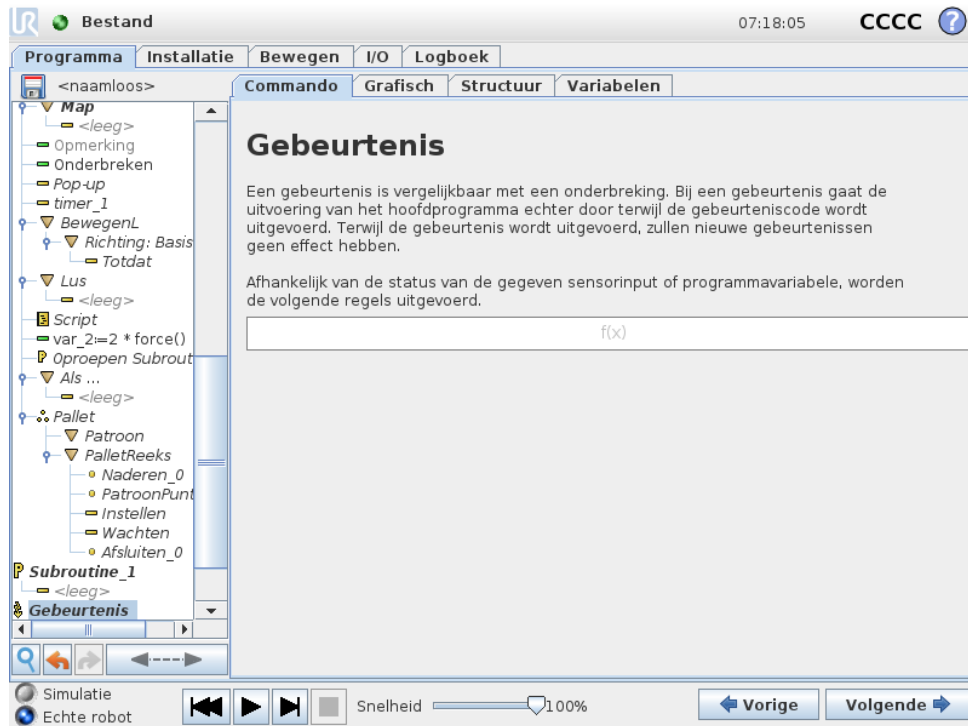 UR Bestand 07:18:05 CCCC ?
Programma Installatie Bewegen I/O Logboek
<naamloos>
Commando Grafisch Structuur Variabelen
Map
<leeg>
Opmerking
Onderbreken
Pop-up
timer_1
BewegenL
Richting: Basis
Totdat
Lus
<leeg>
Script
var_2:=2 * force()
Oproepen Subrout
Als ...
<leeg>
Pallet
Patroon
PalletReeks
Naderen_0
PatroonPunt
Instellen
Wachten
Afsluiten_0
P Subroutine_1
<leeg>
Gebeurtenis
Gebeurtenis
Een gebeurtenis is vergelijkbaar met een onderbreking. Bij een gebeurtenis gaat de
uitvoering van het hoofdprogramma echter door terwijl de gebeurteniscode wordt
uitgevoerd. Terwijl de gebeurtenis wordt uitgevoerd, zullen nieuwe gebeurtenissen
geen effect hebben.
Afhankelijk van de status van de gegeven sensorinput of programmavariabele, worden
de volgende regels uitgevoerd.
f(x)
Simulatie
Echte robot
Snelheid 100%
Vorige Volgende